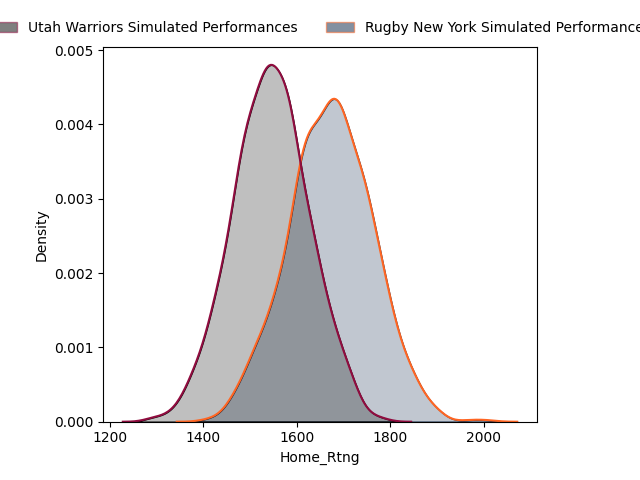 Utah Warriors Simulated Performances Rugby New York Simulated Performance
0.005
0.004
0.003
0.002
0.001
0.000
Density
1200 1400 1600 1800 2000
Home_Rtng